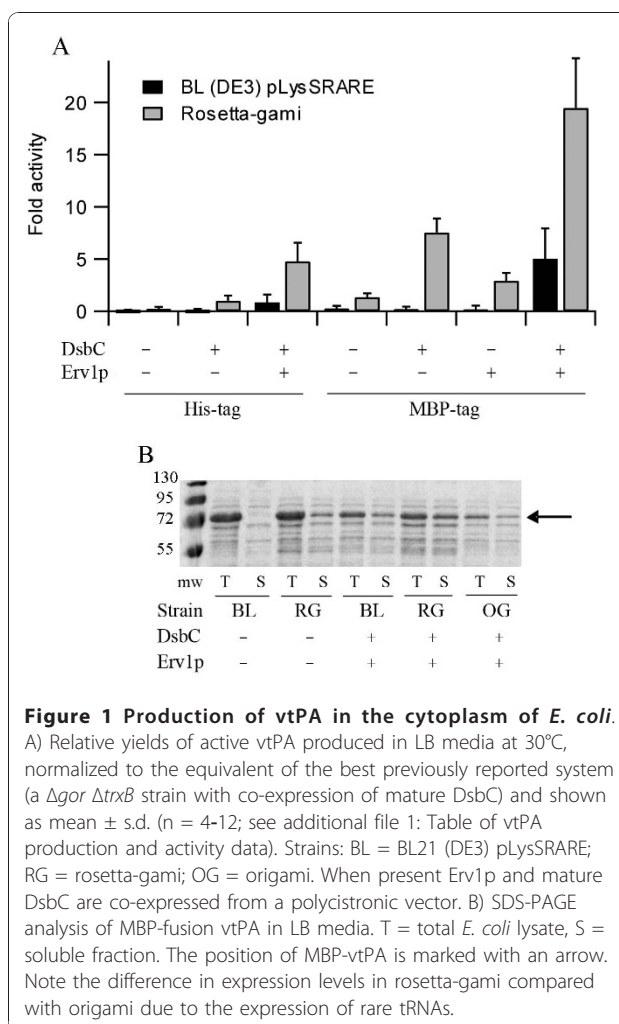 A
BL (DE3) pLysSRARE
Rosetta-gami
Fold activity
20
15
10
5
0
DsbC − + + − + − +
Erv1p − − + − − + +
His-tag MBP-tag
B
130
95
72
55
mw T S T S T S T S T S
Strain BL RG BL RG OG
DsbC − − + + +
Erv1p − − + + +
Figure 1 Production of vtPA in the cytoplasm of E. coli.
A) Relative yields of active vtPA produced in LB media at 30°C,
normalized to the equivalent of the best previously reported system
(a Δgor ΔtrxB strain with co-expression of mature DsbC) and shown
as mean ± s.d. (n = 4-12; see additional file 1: Table of vtPA
production and activity data). Strains: BL = BL21 (DE3) pLysSRARE;
RG = rosetta-gami; OG = origami. When present Erv1p and mature
DsbC are co-expressed from a polycistronic vector. B) SDS-PAGE
analysis of MBP-fusion vtPA in LB media. T = total E. coli lysate, S =
soluble fraction. The position of MBP-vtPA is marked with an arrow.
Note the difference in expression levels in rosetta-gami compared
with origami due to the expression of rare tRNAs.